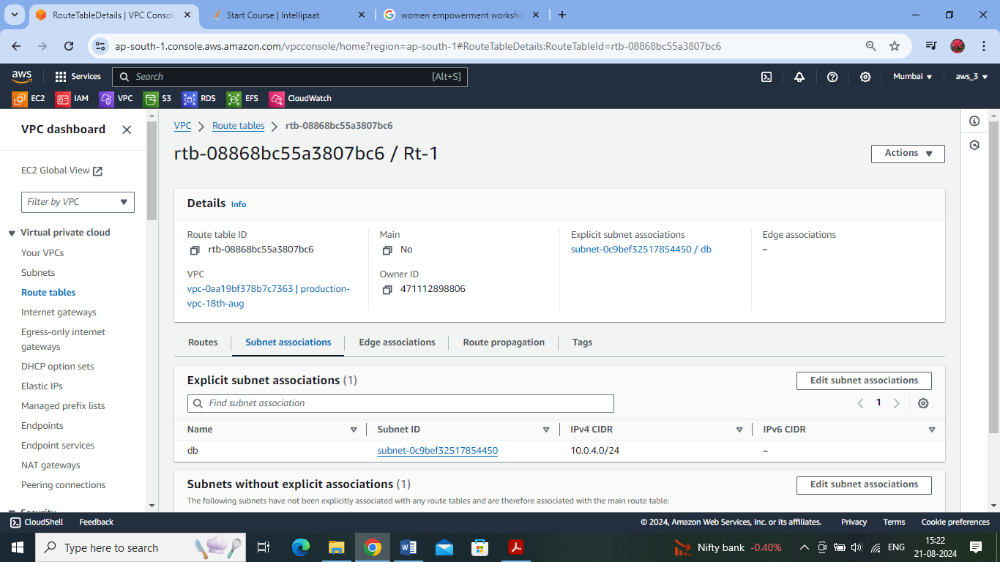 RouteTableDetails | VPC Consol
Start Course | Intellipaat
women empowerment worksho
ap-south-1.console.aws.amazon.com/vpcconsole/home?region=ap-south-1#RouteTableDetails:RouteTableId=rtb-08868bc55a3807bc6
aws
Services
Search
[Alt+S]
Mumbai
aws_3
EC2
IAM
VPC
S3
RDS
EFS
CloudWatch
VPC dashboard
EC2 Global View
Filter by VPC
Virtual private cloud
Your VPCs
Subnets
Route tables
Internet gateways
Egress-only internet
gateways
DHCP option sets
Elastic IPs
Managed prefix lists
Endpoints
Endpoint services
NAT gateways
Peering connections
Security
VPC
Route tables
rtb-08868bc55a3807bc6
rtb-08868bc55a3807bc6 / Rt-1
Actions
Details Info
Route table ID
rtb-08868bc55a3807bc6
Main
No
Explicit subnet associations
subnet-0c9bef32517854450 / db
Edge associations
–
VPC
vpc-0aa19bf378b7c7363 | production-
vpc-18th-aug
Owner ID
471112898806
Routes
Subnet associations
Edge associations
Route propagation
Tags
Explicit subnet associations (1)
Edit subnet associations
Find subnet association
1
Name
Subnet ID
IPv4 CIDR
IPv6 CIDR
db
subnet-0c9bef32517854450
10.0.4.0/24
–
Subnets without explicit associations (1)
Edit subnet associations
The following subnets have not been explicitly associated with any route tables and are therefore associated with the main route table:
CloudShell
Feedback
© 2024, Amazon Web Services, Inc. or its affiliates.
Privacy
Terms
Cookie preferences
Type here to search
Nifty bank -0.40%
ENG
15:22
21-08-2024